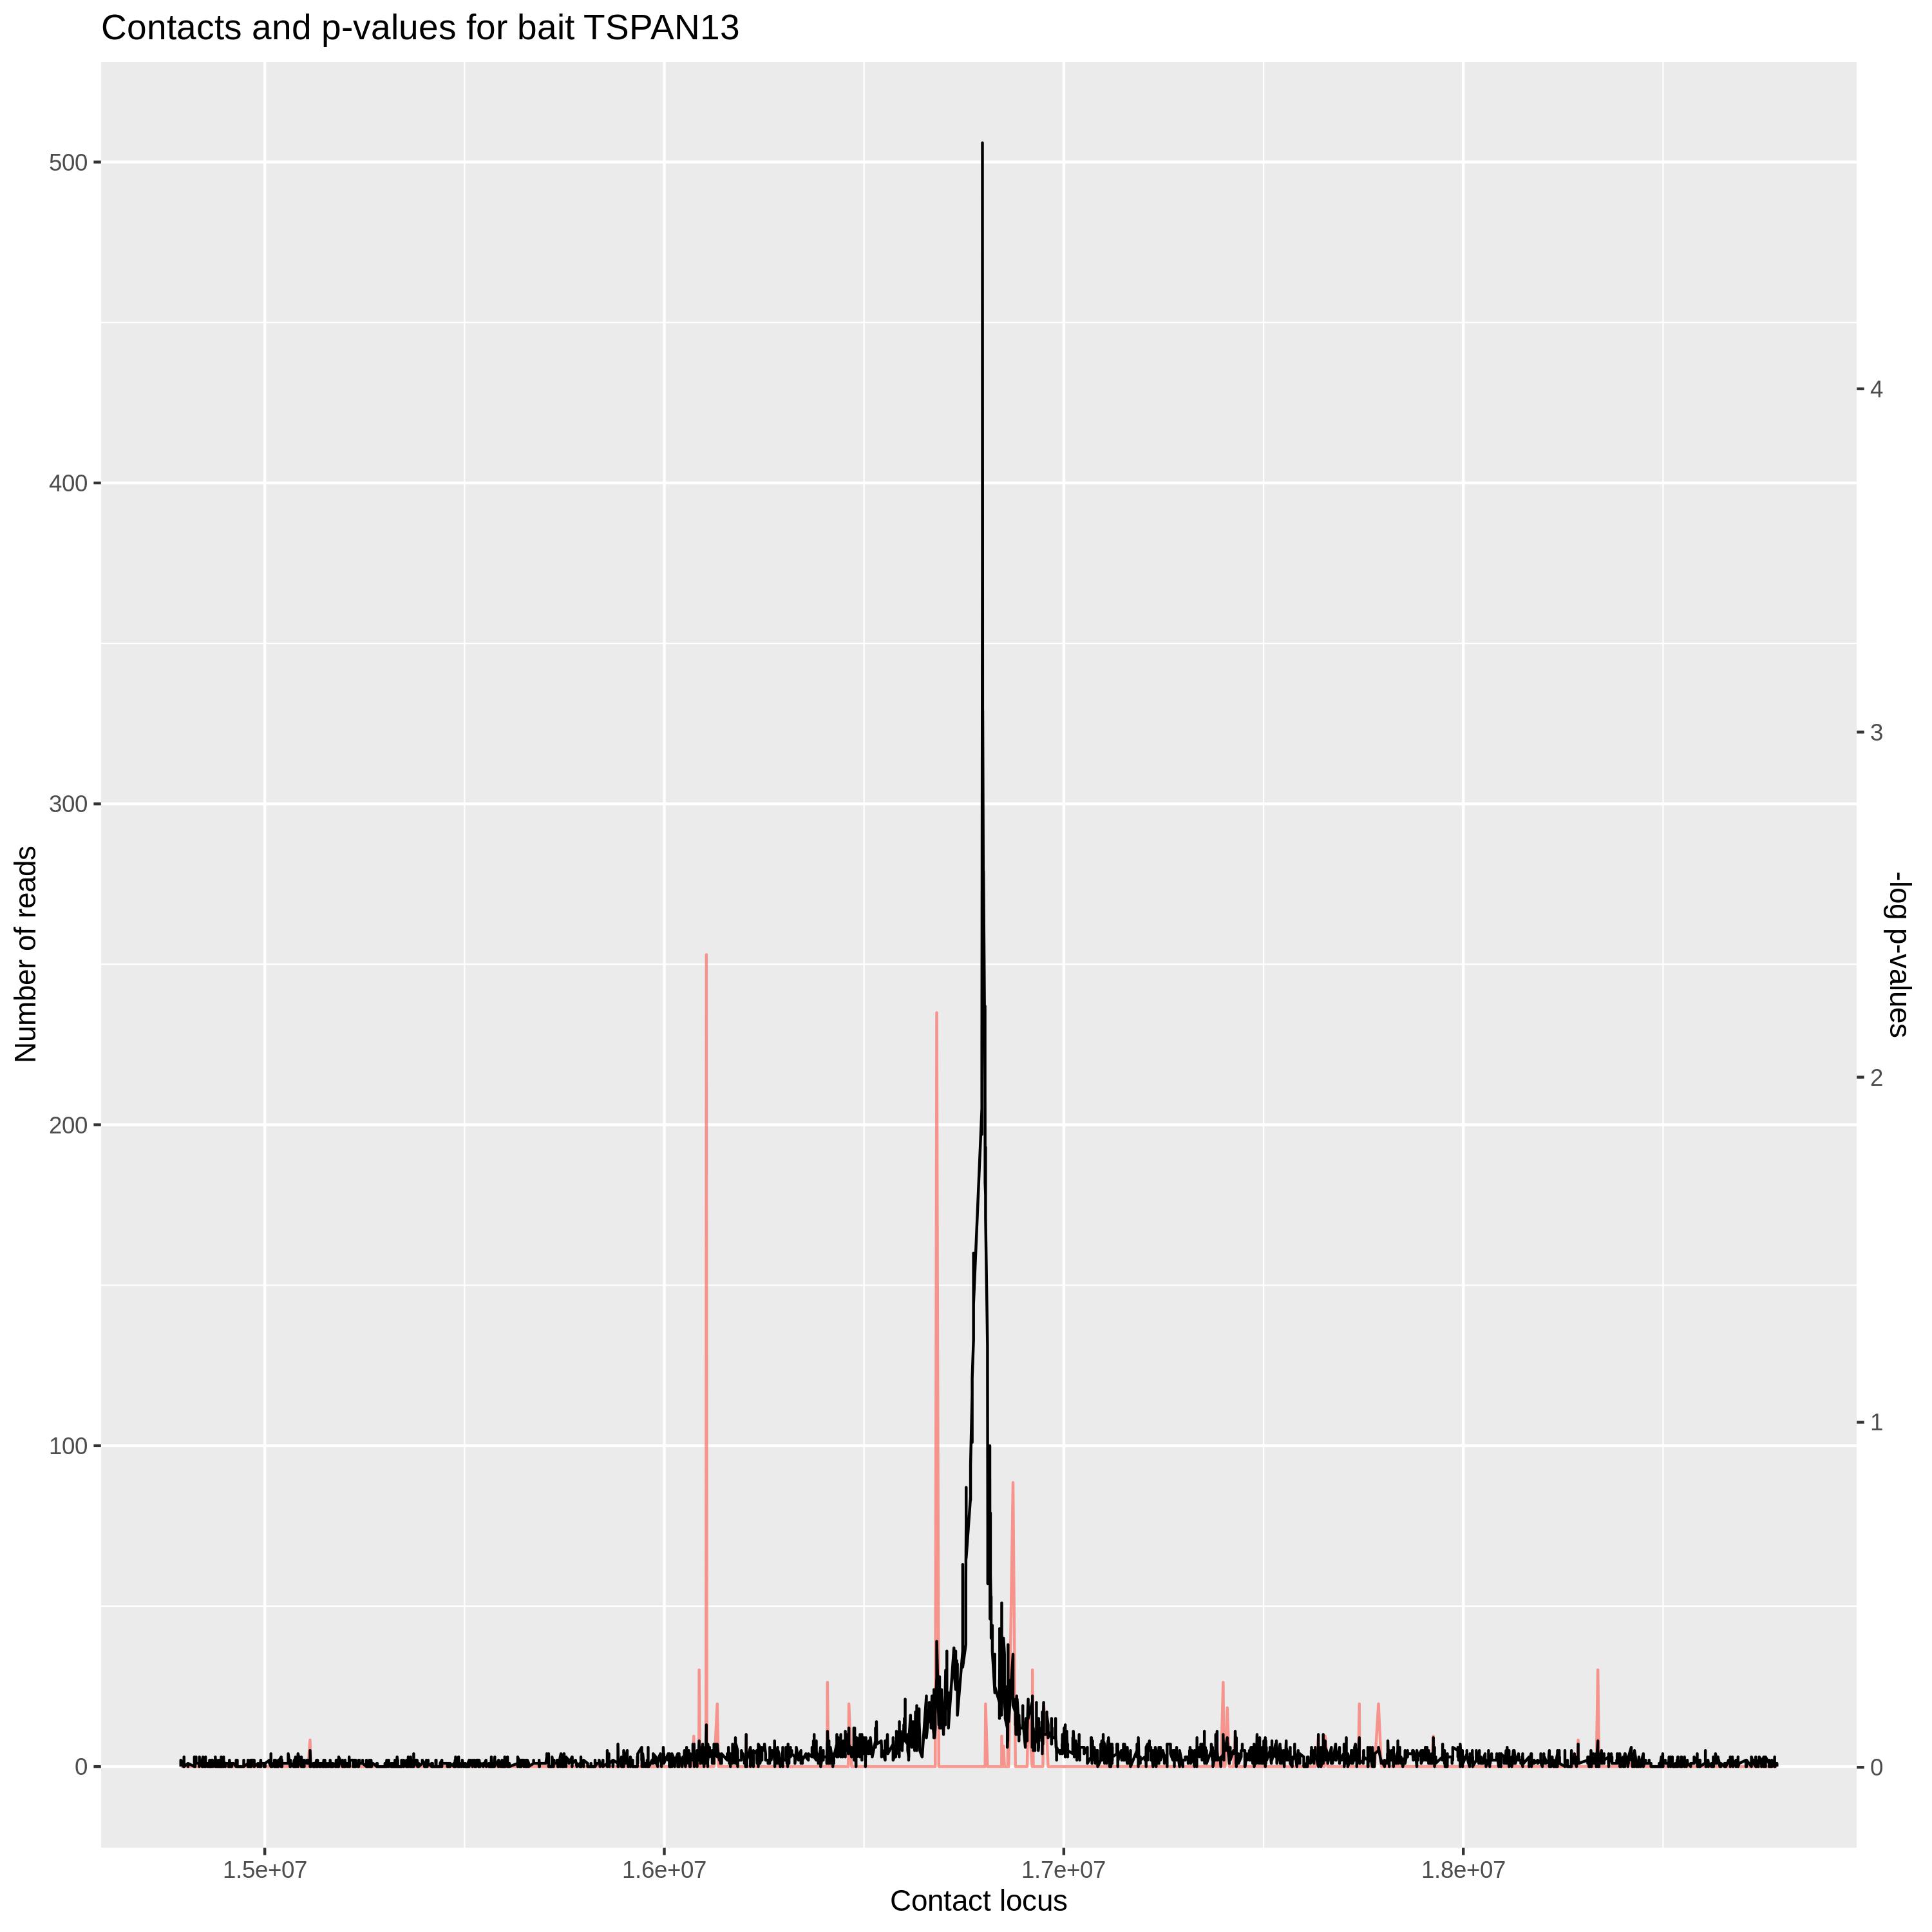 Contacts and p-values for bait TSPAN13
500
400
300
200
100
0
Number of reads
4
3
2
1
0
-log p-values
1.5e+07
1.6e+07
1.7e+07
1.8e+07
Contact locus